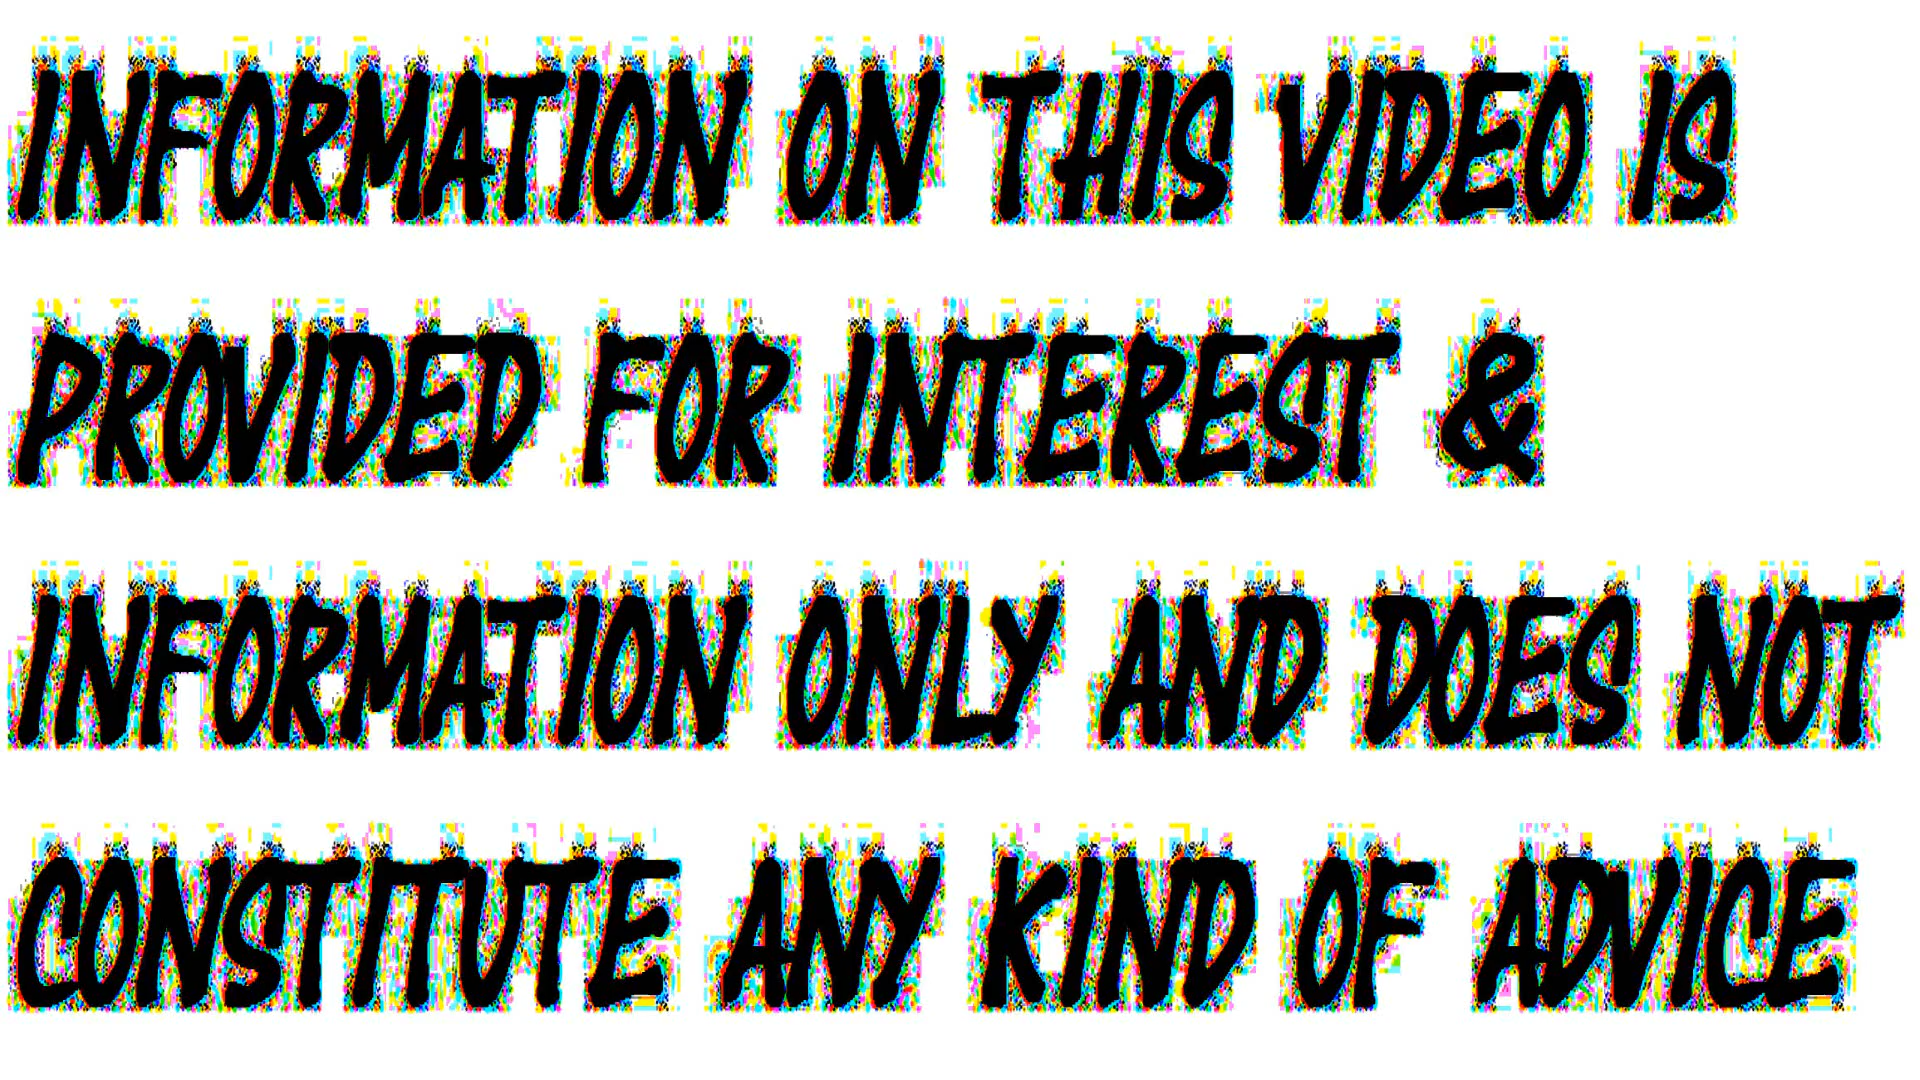 INFORMATION ON THIS VIDEO IS
PROVIDED FOR INTEREST &
INFORMATION ONLY AND DOES NOT
CONSTITUTE ANY KIND OF ADVICE